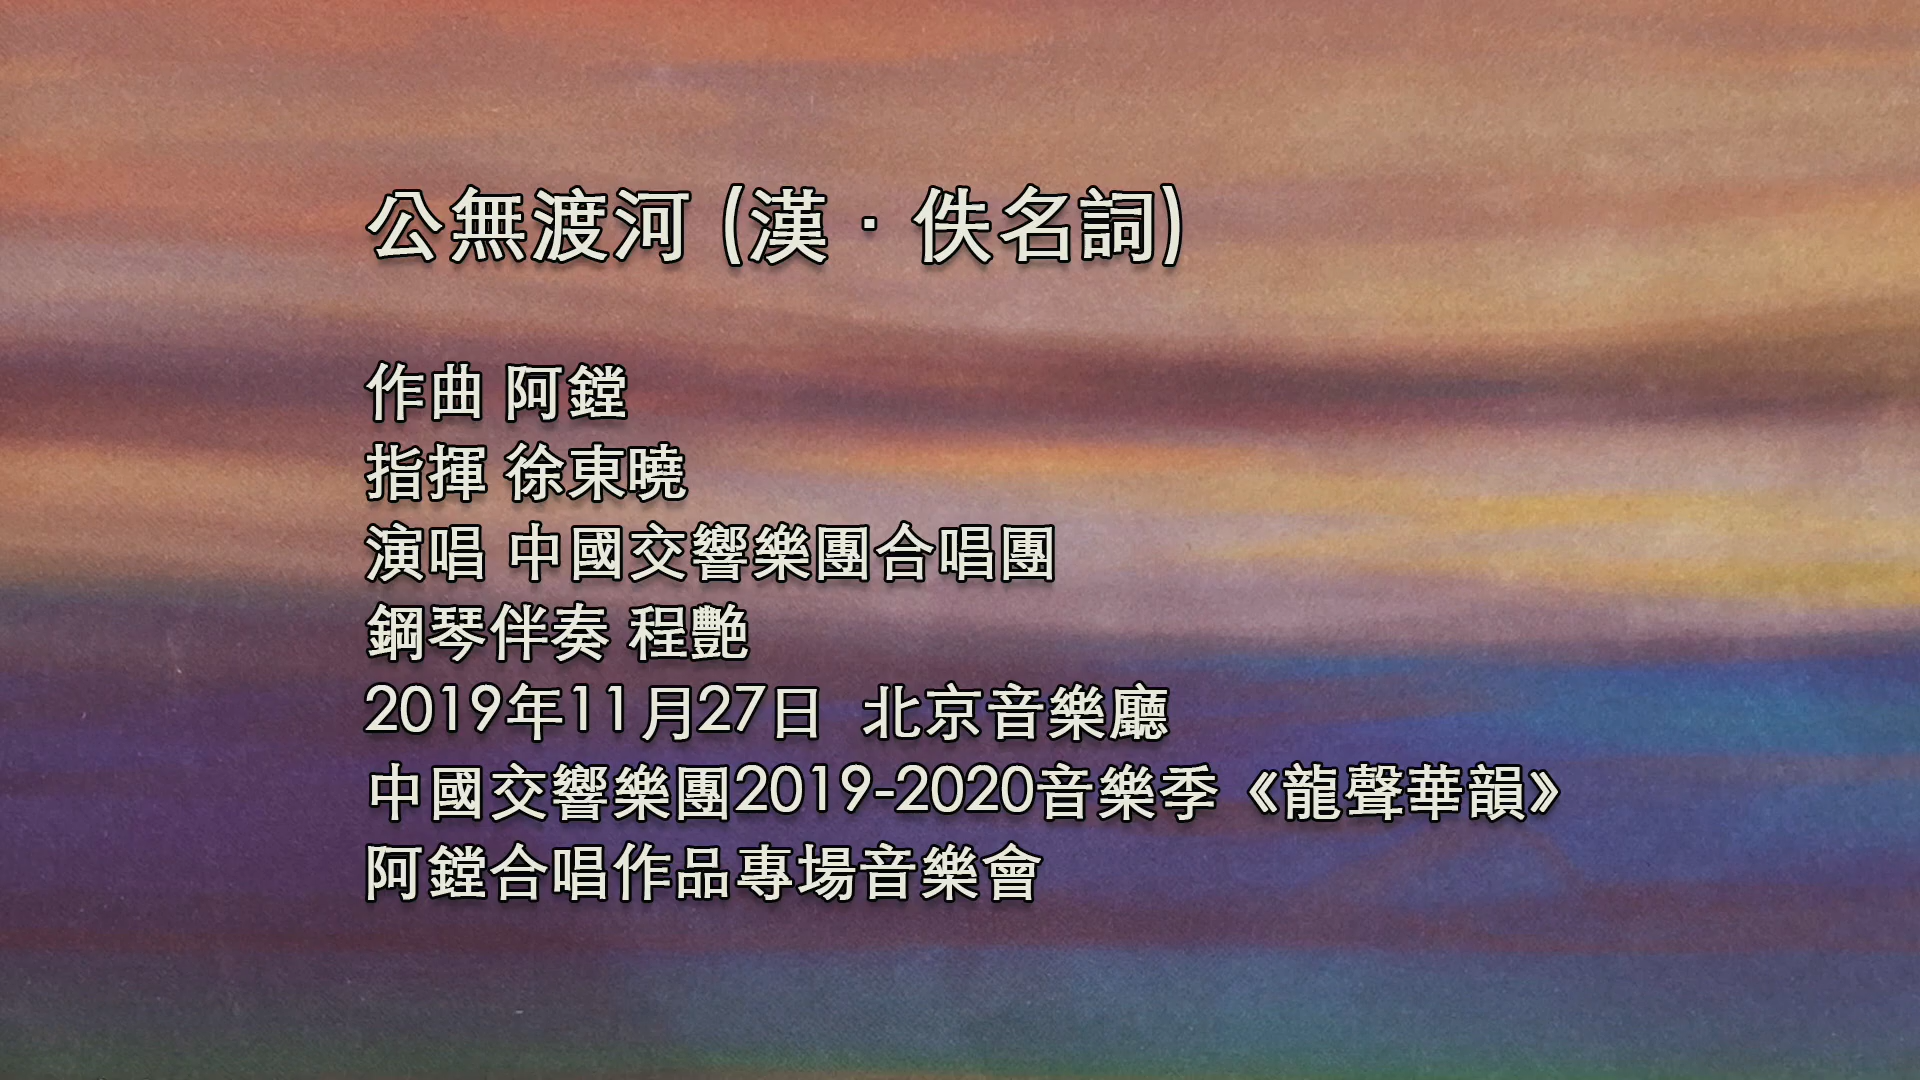 公無渡河 (漢 · 佚名詞)
作曲 阿鏜
指揮 徐東曉
演唱 中國交響樂團合唱團
鋼琴伴奏 程艷
2019年11月27日 北京音樂廳
中國交響樂團2019-2020音樂季《龍聲華韻》
阿鏜合唱作品專場音樂會